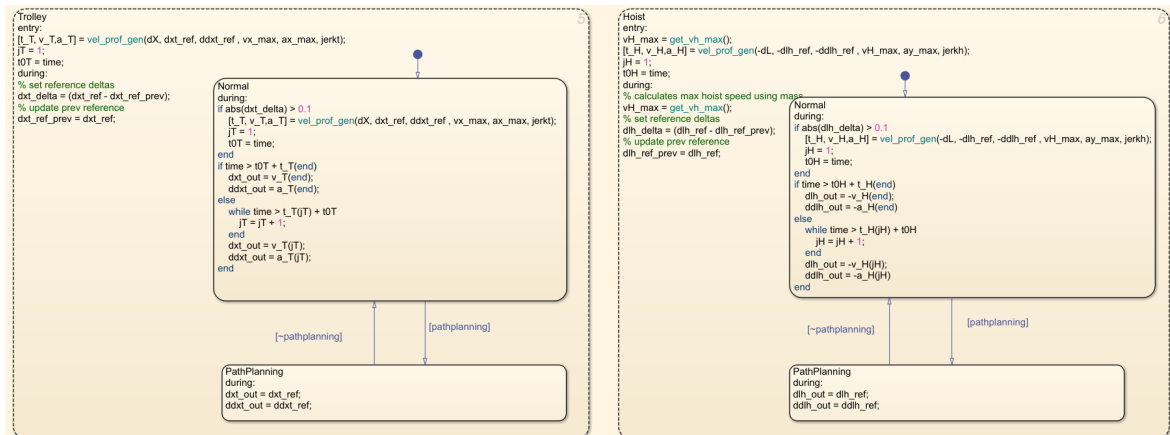 Trolley
5
entry:
[t_T, v_T,a_T] = vel_prof_gen(dX, dxt_ref, ddxt_ref , vx_max, ax_max, jerkt);
jT = 1;
t0T = time;
during:
% set reference deltas
dxt_delta = (dxt_ref - dxt_ref_prev);
% update prev reference
dxt_ref_prev = dxt_ref;
Normal
during:
if abs(dxt_delta) > 0.1
[t_T, v_T,a_T] = vel_prof_gen(dX, dxt_ref, ddxt_ref , vx_max, ax_max, jerkt);
jT = 1;
t0T = time;
end
if time > t0T + t_T(end)
dxt_out = v_T(end);
ddxt_out = a_T(end);
else
while time > t_T(jT) + t0T
jT = jT + 1;
end
dxt_out = v_T(jT);
ddxt_out = a_T(jT);
end
[~pathplanning]
[pathplanning]
PathPlanning
during:
dxt_out = dxt_ref;
ddxt_out = ddxt_ref;
Hoist
6
entry:
vH_max = get_vh_max();
[t_H, v_H,a_H] = vel_prof_gen(-dL, -dlh_ref, -ddlh_ref , vH_max, ay_max, jerkh);
jH = 1;
t0H = time;
during:
% calculates max hoist speed using mass
vH_max = get_vh_max();
% set reference deltas
dlh_delta = (dlh_ref - dlh_ref_prev);
% update prev reference
dlh_ref_prev = dlh_ref;
Normal
during:
if abs(dlh_delta) > 0.1
[t_H, v_H,a_H] = vel_prof_gen(-dL, -dlh_ref, -ddlh_ref , vH_max, ay_max, jerkh);
jH = 1;
t0H = time;
end
if time > t0H + t_H(end)
dlh_out = -v_H(end);
ddlh_out = -a_H(end)
else
while time > t_H(jH) + t0H
jH = jH + 1;
end
dlh_out = -v_H(jH);
ddlh_out = -a_H(jH)
end
[~pathplanning]
[pathplanning]
PathPlanning
during:
dlh_out = dlh_ref;
ddlh_out = ddlh_ref;